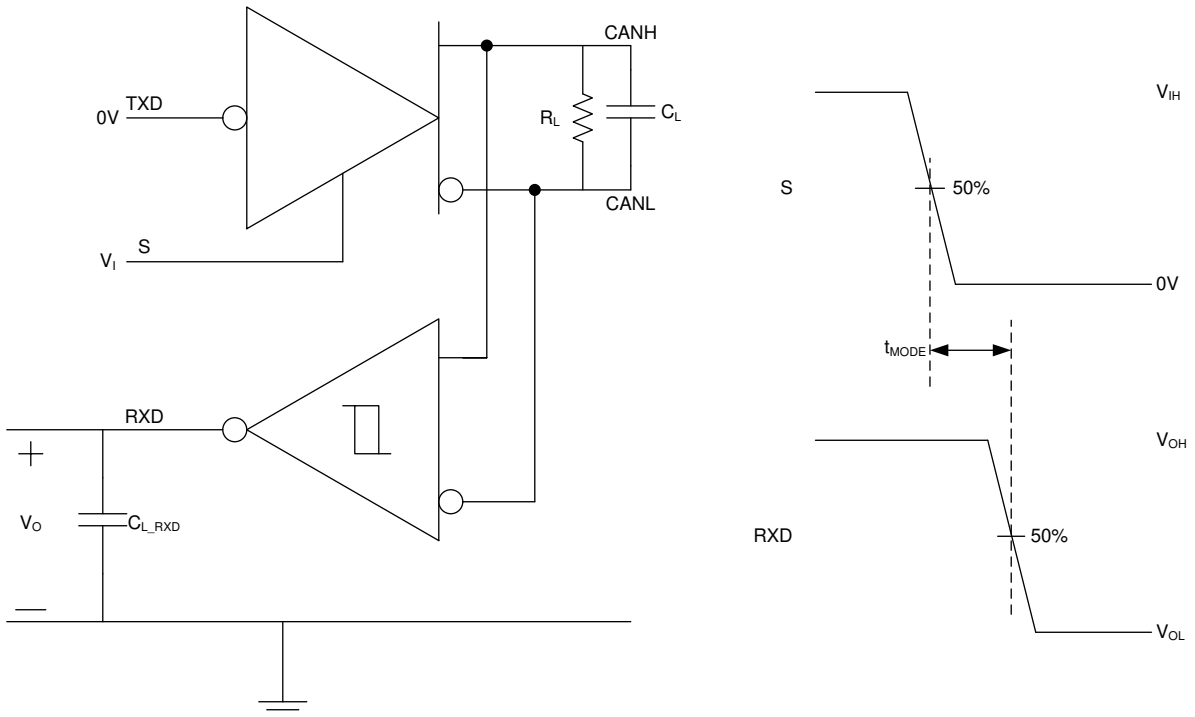 CANH
TXD
0V
R_L
C_L
CANL
S
V_I
RXD
+
V_O
C_L_RXD
—
V_IH
S
50%
0V
t_MODE
V_OH
RXD
50%
V_OL